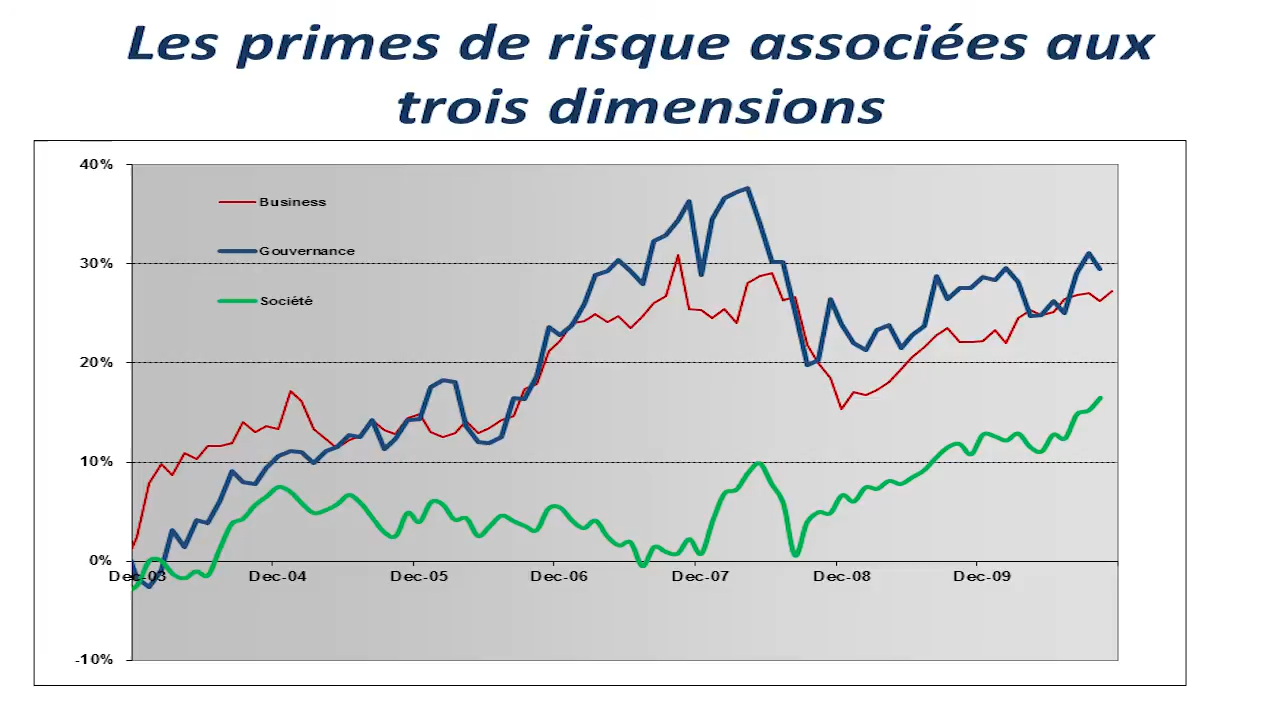 Les primes de risque associées aux
trois dimensions
40%
Business
Gouvernance
30%
Société
20%
10%
0%
Dec-03 Dec-04 Dec-05 Dec-06 Dec-07 Dec-08 Dec-09
-10%